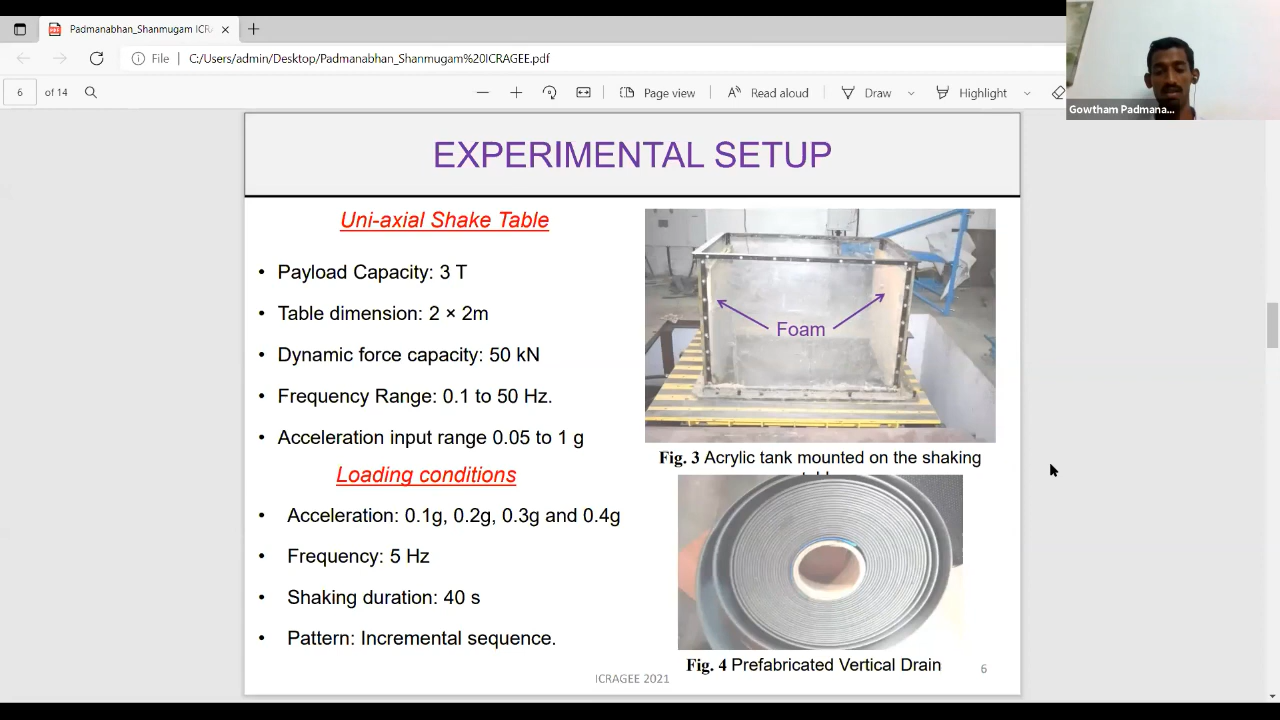 Padmanabhan_Shanmugam ICR
File
C:/Users/admin/Desktop/Padmanabhan_Shanmugam%20ICRAGEE.pdf
6 of 14
Page view
Read aloud
Draw
Highlight
Gowtham Padmana...
EXPERIMENTAL SETUP
Uni-axial Shake Table
• Payload Capacity: 3 T
• Table dimension: 2 × 2m
• Dynamic force capacity: 50 kN
• Frequency Range: 0.1 to 50 Hz.
• Acceleration input range 0.05 to 1 g
Loading conditions
• Acceleration: 0.1g, 0.2g, 0.3g and 0.4g
• Frequency: 5 Hz
• Shaking duration: 40 s
• Pattern: Incremental sequence.
Foam
Fig. 3 Acrylic tank mounted on the shaking
Fig. 4 Prefabricated Vertical Drain
ICRAGEE 2021
6